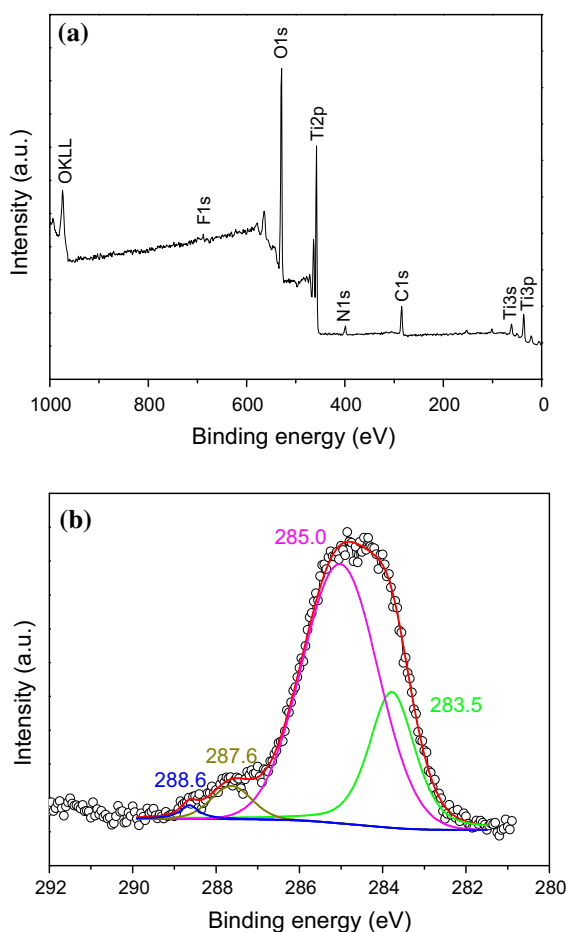 (a)
Intensity (a.u.)
OKLL
F1s
O1s
Ti2p
N1s
C1s
Ti3s
Ti3p
1000 800 600 400 200 0
Binding energy (eV)
(b)
Intensity (a.u.)
285.0
283.5
287.6
288.6
292 290 288 286 284 282 280
Binding energy (eV)